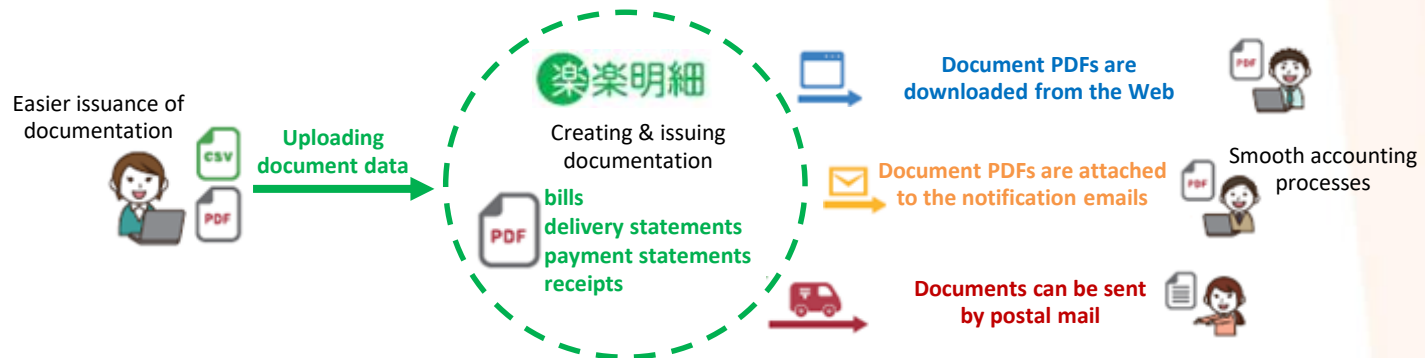 Easier issuance of
documentation
CSV
PDF
Uploading
document data
楽楽明細
Creating & issuing
documentation
PDF
bills
delivery statements
payment statements
receipts
Document PDFs are
downloaded from the Web
PDF
Document PDFs are attached
to the notification emails
PDF
Smooth accounting
processes
〒
Documents can be sent
by postal mail